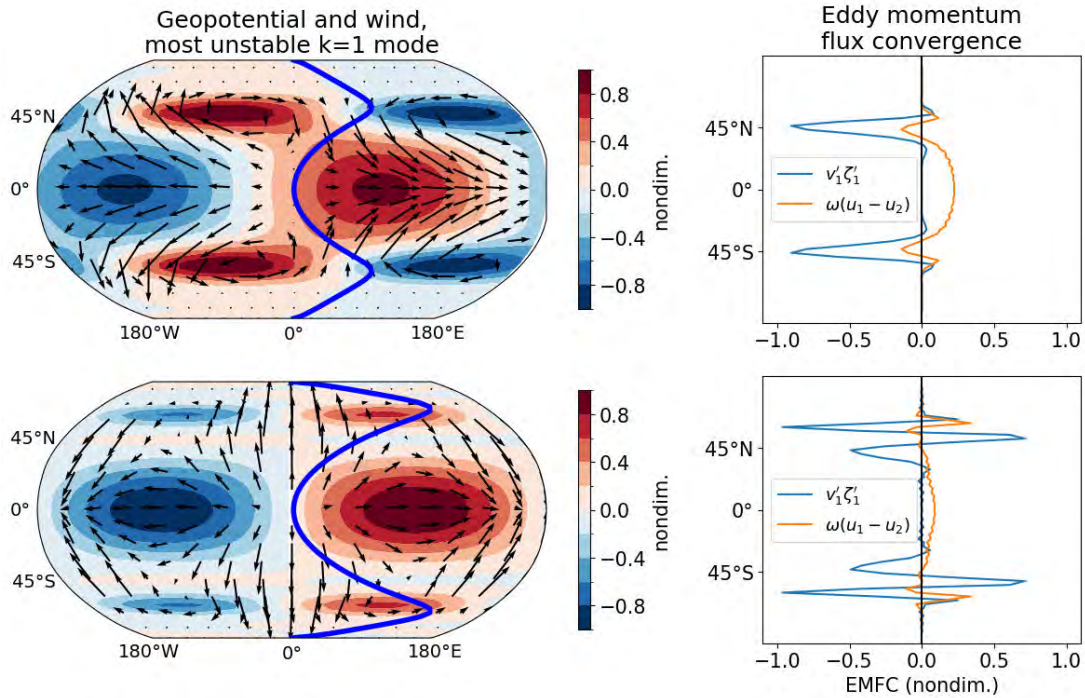 Geopotential and wind,
most unstable k=1 mode
45°N
0°
45°S
180°W
0°
180°E
0.8
0.4
0.0
−0.4
−0.8
nondim.
Eddy momentum
flux convergence
45°N
0°
45°S
v′₁ζ′₁
ω(u₁ − u₂)
−1.0
−0.5
0.0
0.5
1.0
45°N
0°
45°S
180°W
0°
180°E
0.8
0.4
0.0
−0.4
−0.8
nondim.
45°N
0°
45°S
v′₁ζ′₁
ω(u₁ − u₂)
−1.0
−0.5
0.0
0.5
1.0
EMFC (nondim.)